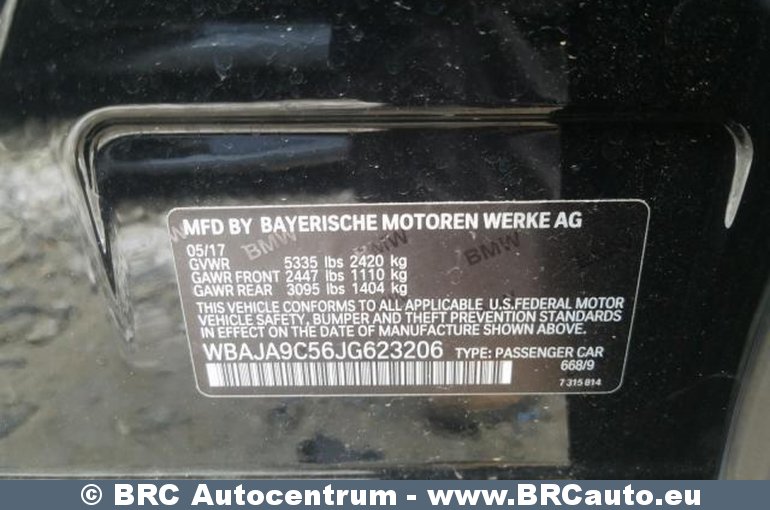 MFD BY BAYERISCHE MOTOREN WERKE AG
05/17
GVWR 5335 lbs 2420 kg
GAWR FRONT 2447 lbs 1110 kg
GAWR REAR 3095 lbs 1404 kg
THIS VEHICLE CONFORMS TO ALL APPLICABLE U.S.FEDERAL MOTOR
VEHICLE SAFETY, BUMPER AND THEFT PREVENTION STANDARDS
IN EFFECT ON THE DATE OF MANUFACTURE SHOWN ABOVE.
WBAJA9C56JG623206 TYPE: PASSENGER CAR
668/9
7 315 814
BMW BMW BMW
© BRC Autocentrum - www.BRCauto.eu